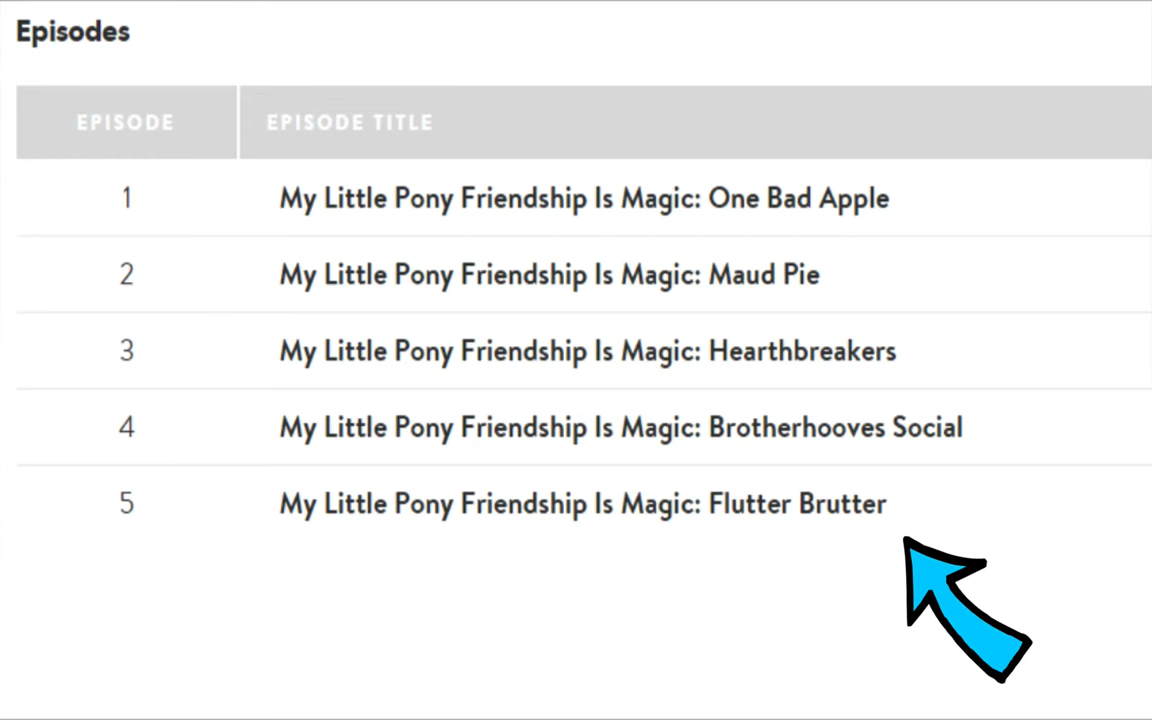 Episodes
EPISODE EPISODE TITLE
1 My Little Pony Friendship Is Magic: One Bad Apple
2 My Little Pony Friendship Is Magic: Maud Pie
3 My Little Pony Friendship Is Magic: Hearthbreakers
4 My Little Pony Friendship Is Magic: Brotherhooves Social
5 My Little Pony Friendship Is Magic: Flutter Brutter